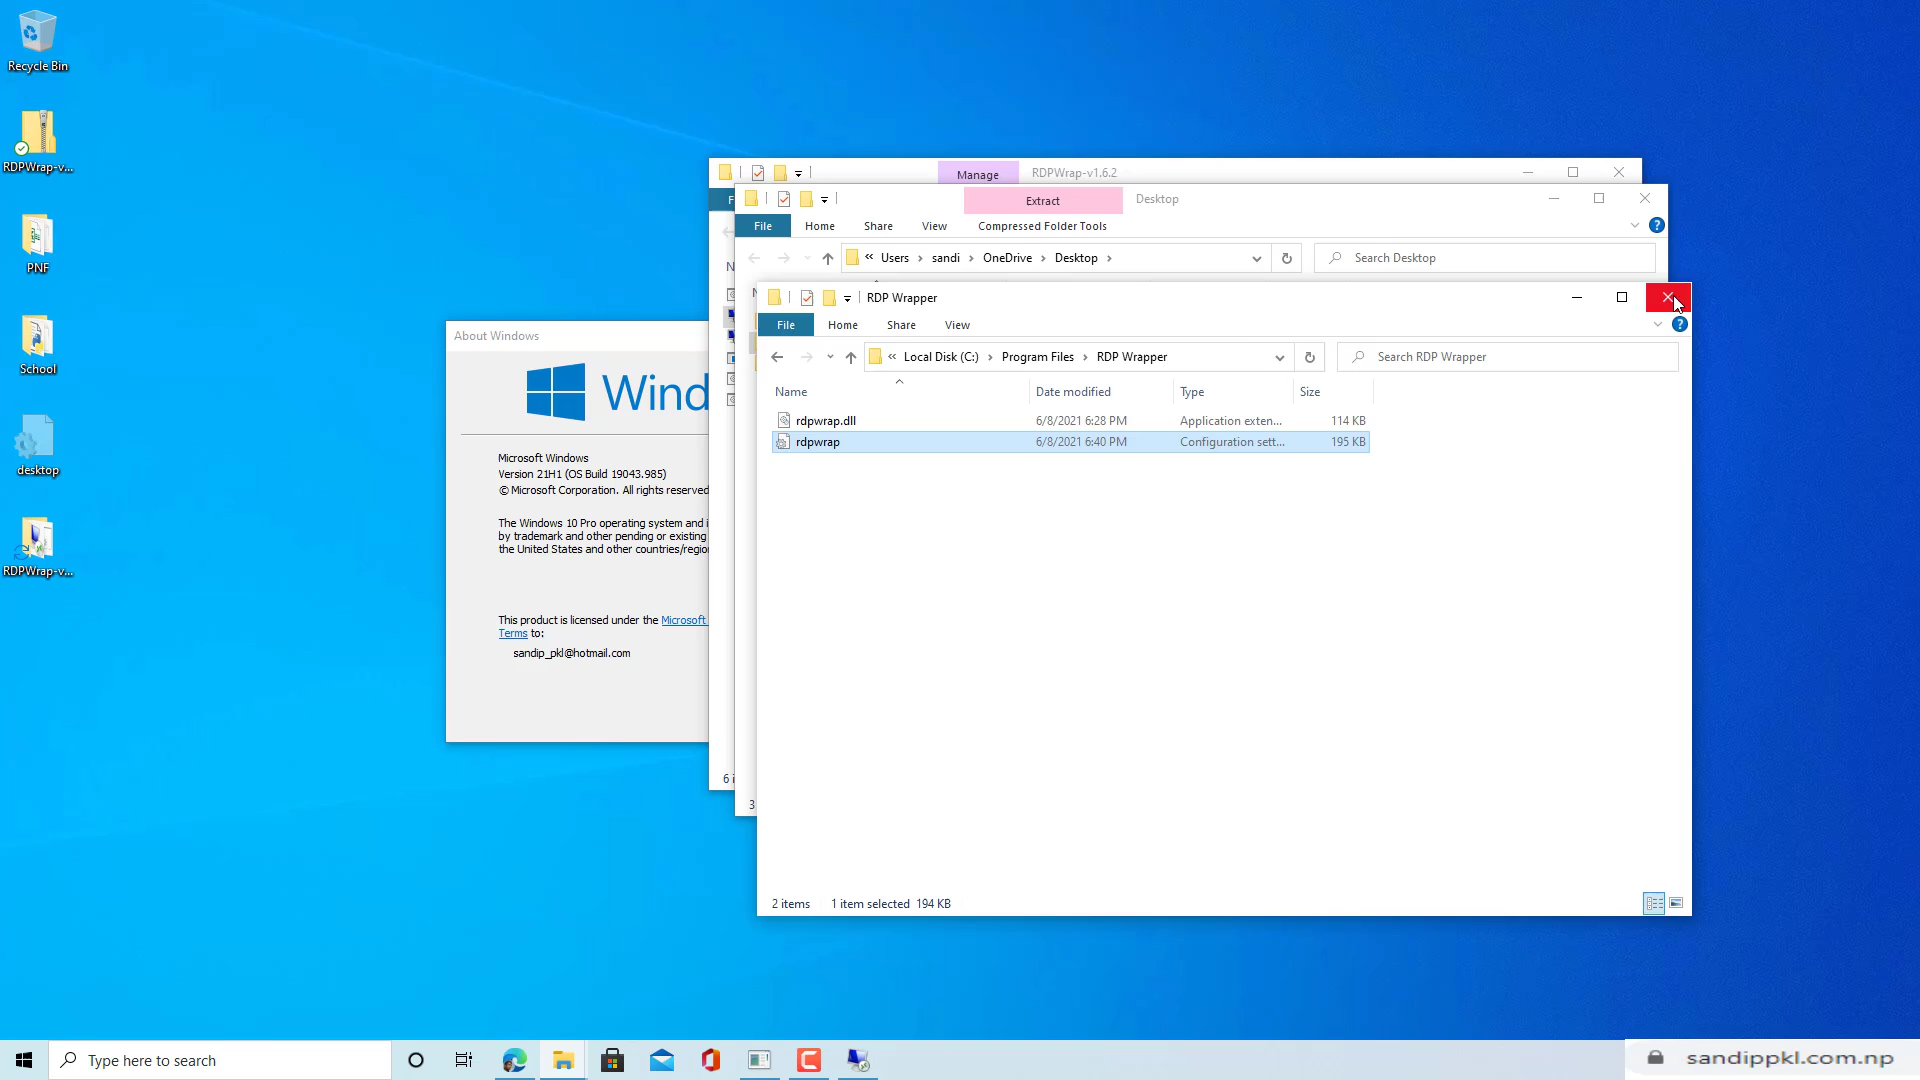 Recycle Bin
RDPWrap-v...
PNF
School
desktop
RDPWrap-v...
About Windows
Wind
Microsoft Windows
Version 21H1 (OS Build 19043.985)
© Microsoft Corporation. All rights reserved
The Windows 10 Pro operating system and i
by trademark and other pending or existing
the United States and other countries/regio
This product is licensed under the Microsoft
Terms to:
sandip_pkl@hotmail.com
Manage RDPWrap-v1.6.2
F
N
6 i
Extract Desktop
File Home Share View Compressed Folder Tools
« Users › sandi › OneDrive › Desktop › Search Desktop
3
RDP Wrapper
File Home Share View
« Local Disk (C:) › Program Files › RDP Wrapper Search RDP Wrapper
Name Date modified Type Size
rdpwrap.dll 6/8/2021 6:28 PM Application exten... 114 KB
rdpwrap 6/8/2021 6:40 PM Configuration sett... 195 KB
2 items 1 item selected 194 KB
Type here to search
sandippkl.com.np